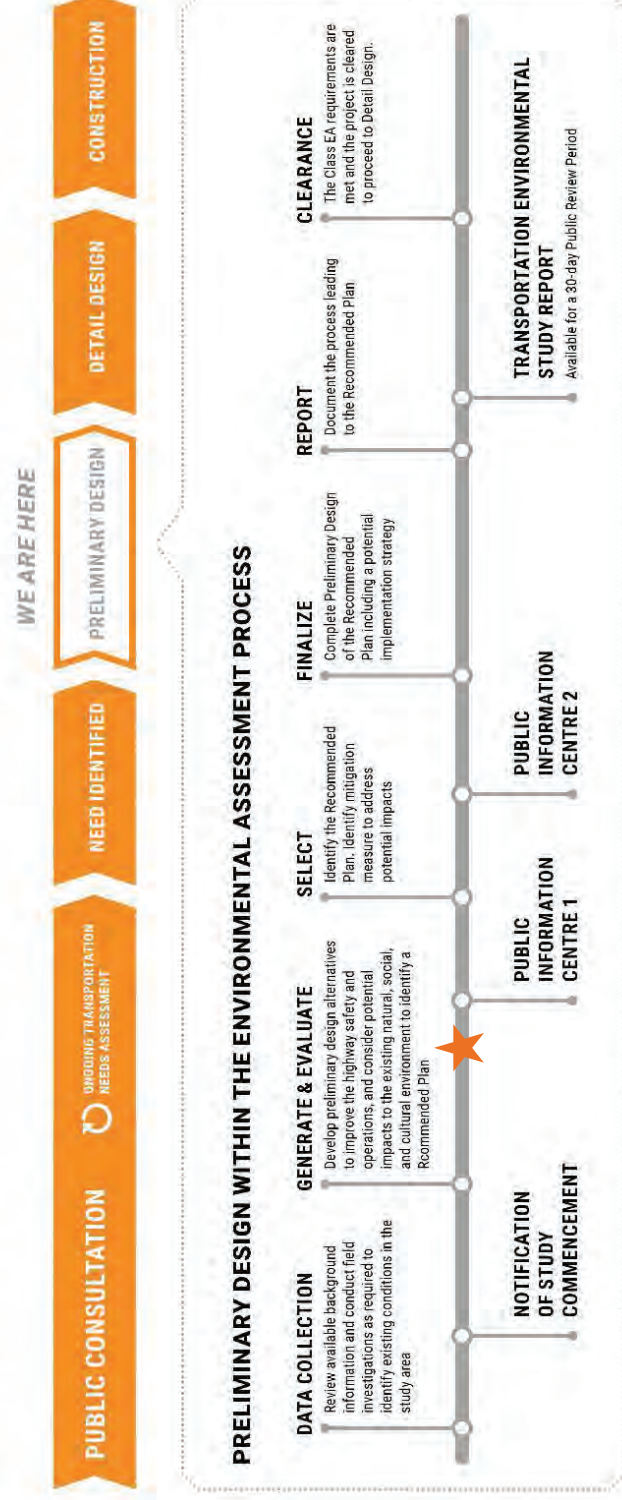 WE ARE HERE
PUBLIC CONSULTATION
ONGOING TRANSPORTATION
NEEDS ASSESSMENT
NEED IDENTIFIED
PRELIMINARY DESIGN
DETAIL DESIGN
CONSTRUCTION
PRELIMINARY DESIGN WITHIN THE ENVIRONMENTAL ASSESSMENT PROCESS
DATA COLLECTION
Review available background
information and conduct field
investigations as required to
identify existing conditions in the
study area
GENERATE & EVALUATE
Develop preliminary design alternatives
to improve the highway safety and
operations, and consider potential
impacts to the existing natural, social,
and cultural environment to identify a
Rcommended Plan
SELECT
Identify the Recommended
Plan. Identify mitigation
measure to address
potential impacts
FINALIZE
Complete Preliminary Design
of the Recommended
Plan including a potential
implementation strategy
REPORT
Document the process leading
to the Recommended Plan
CLEARANCE
The Class EA requirements are
met and the project is cleared
to proceed to Detail Design.
NOTIFICATION
OF STUDY
COMMENCEMENT
PUBLIC
INFORMATION
CENTRE 1
PUBLIC
INFORMATION
CENTRE 2
TRANSPORTATION ENVIRONMENTAL
STUDY REPORT
Available for a 30-day Public Review Period